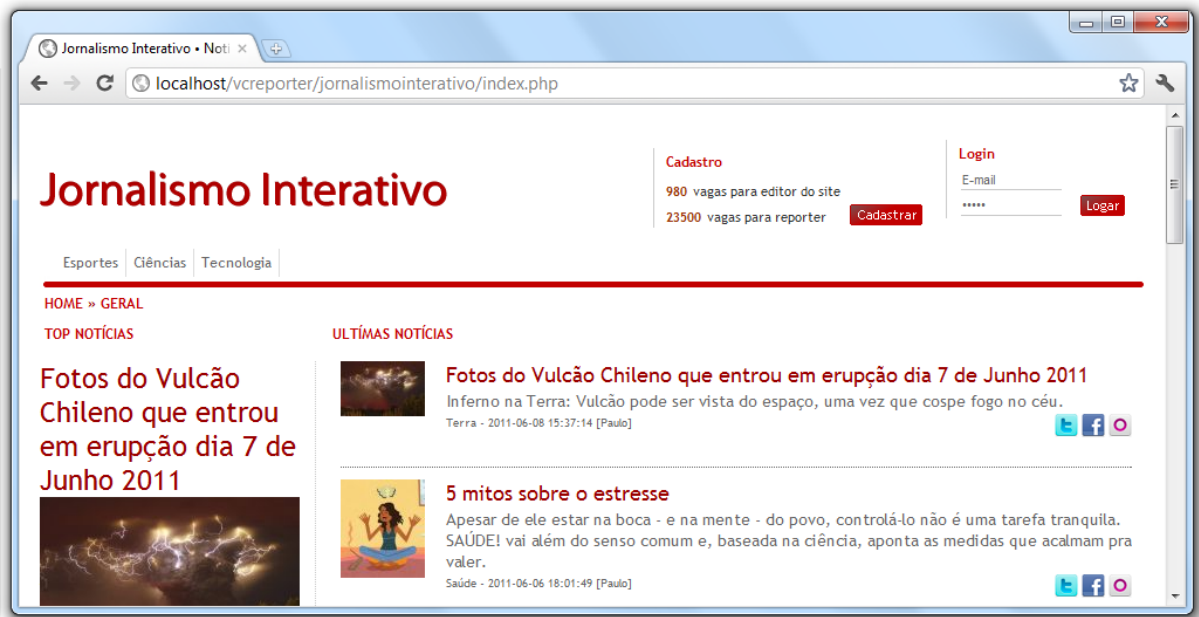 Jornalismo Interativo • Noti
localhost/vcreporter/jornalismointerativo/index.php
Jornalismo Interativo
Cadastro
980 vagas para editor do site
23500 vagas para reporter
Cadastrar
Login
E-mail
•••••
Logar
Esportes
Ciências
Tecnologia
HOME » GERAL
TOP NOTÍCIAS
Fotos do Vulcão
Chileno que entrou
em erupção dia 7 de
Junho 2011
ULTÍMAS NOTÍCIAS
Fotos do Vulcão Chileno que entrou em erupção dia 7 de Junho 2011
Inferno na Terra: Vulcão pode ser vista do espaço, uma vez que cospe fogo no céu.
Terra - 2011-06-08 15:37:14 [Paulo]
5 mitos sobre o estresse
Apesar de ele estar na boca - e na mente - do povo, controlá-lo não é uma tarefa tranquila.
SAÚDE! vai além do senso comum e, baseada na ciência, aponta as medidas que acalmam pra
valer.
Saúde - 2011-06-06 18:01:49 [Paulo]